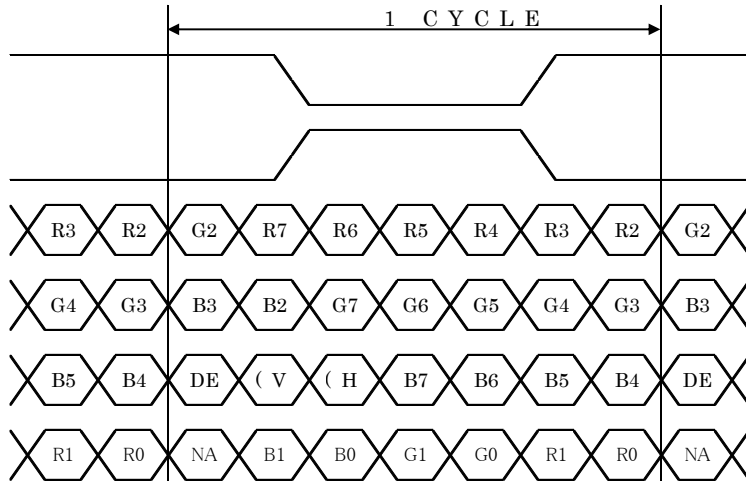 1 CYCLE
R3 R2 G2 R7 R6 R5 R4 R3 R2 G2
G4 G3 B3 B2 G7 G6 G5 G4 G3 B3
B5 B4 DE (V (H B7 B6 B5 B4 DE
R1 R0 NA B1 B0 G1 G0 R1 R0 NA